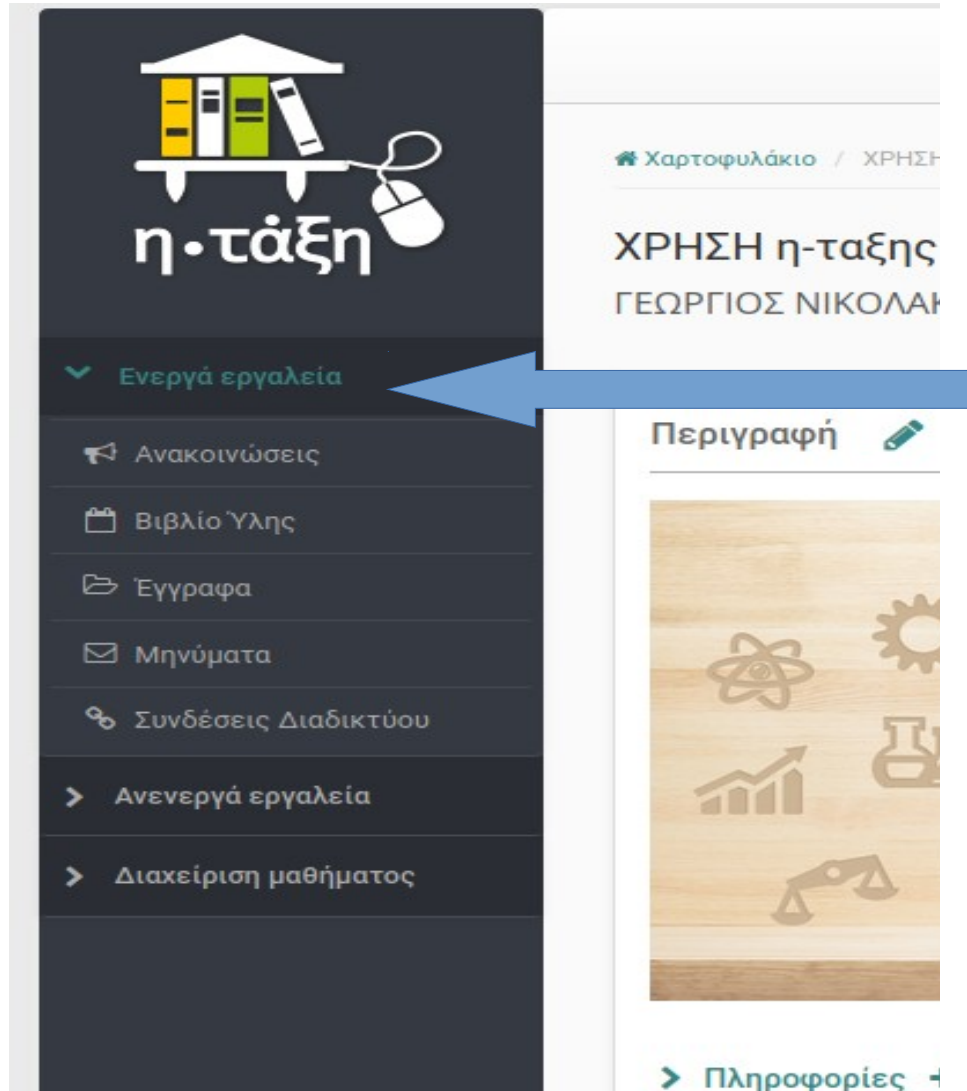 η·τάξη
Χαρτοφυλάκιο / ΧΡΗΣΗ
ΧΡΗΣΗ η-ταξης
ΓΕΩΡΓΙΟΣ ΝΙΚΟΛΑΚ
Ενεργά εργαλεία
Ανακοινώσεις
Βιβλίο Ύλης
Έγγραφα
Μηνύματα
Συνδέσεις Διαδικτύου
Ανενεργά εργαλεία
Διαχείριση μαθήματος
Περιγραφή
Πληροφορίες